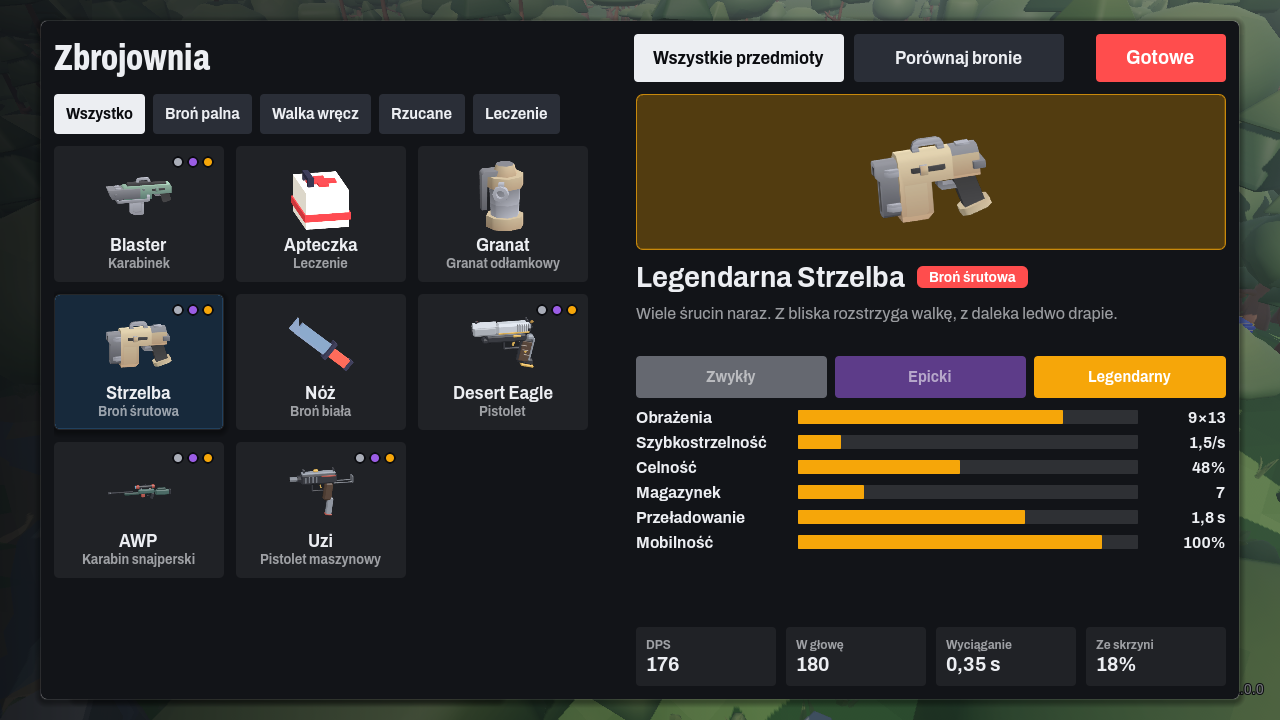 Zbrojownia
Wszystkie przedmioty
Porównaj bronie
Gotowe
Wszystko
Broń palna
Walka wręcz
Rzucane
Leczenie
Blaster
Karabinek
Apteczka
Leczenie
Granat
Granat odłamkowy
Strzelba
Broń śrutowa
Nóż
Broń biała
Desert Eagle
Pistolet
AWP
Karabin snajperski
Uzi
Pistolet maszynowy
Legendarna Strzelba
Broń śrutowa
Wiele śrucin naraz. Z bliska rozstrzyga walkę, z daleka ledwo drapie.
Zwykły
Epicki
Legendarny
Obrażenia 9×13
Szybkostrzelność 1,5/s
Celność 48%
Magazynek 7
Przeładowanie 1,8 s
Mobilność 100%
DPS
176
W głowę
180
Wyciąganie
0,35 s
Ze skrzyni
18%
.0.0